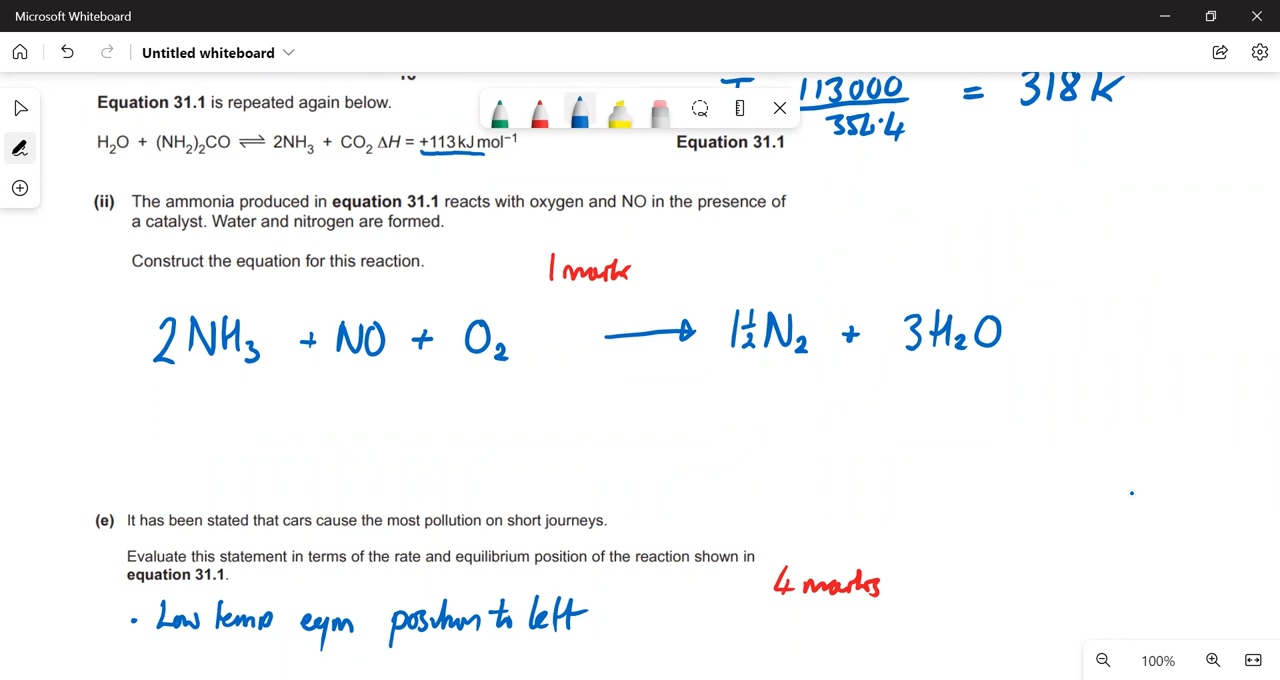 Microsoft Whiteboard
Untitled whiteboard
Equation 31.1 is repeated again below.
113000 = 318 K
356.4
H₂O + (NH₂)₂CO ⇌ 2NH₃ + CO₂ ΔH = +113 kJ mol⁻¹ Equation 31.1
(ii) The ammonia produced in equation 31.1 reacts with oxygen and NO in the presence of
a catalyst. Water and nitrogen are formed.
Construct the equation for this reaction.
1 mark
2NH₃ + NO + O₂ → 1½N₂ + 3H₂O
(e) It has been stated that cars cause the most pollution on short journeys.
Evaluate this statement in terms of the rate and equilibrium position of the reaction shown in
equation 31.1.
4 marks
• Low temp eqm position to left
100%